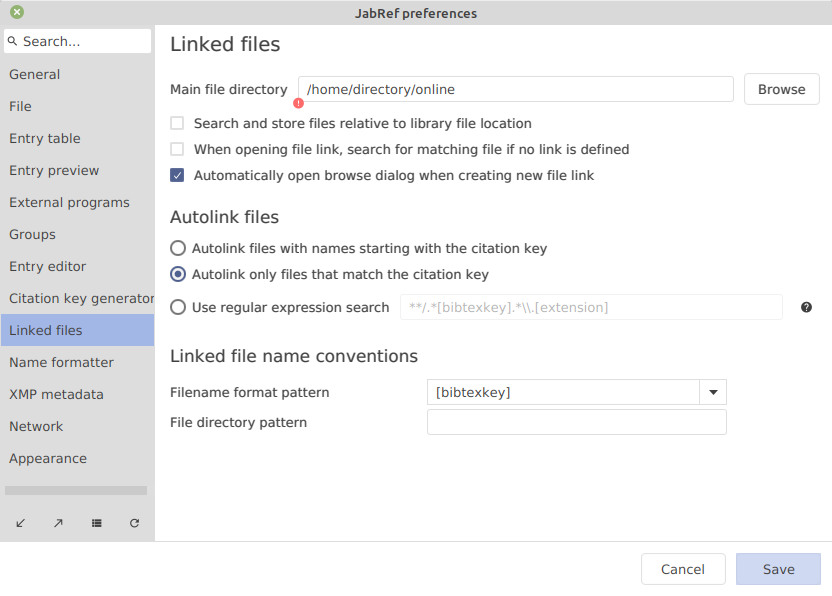 JabRef preferences
Search...
General
File
Entry table
Entry preview
External programs
Groups
Entry editor
Citation key generator
Linked files
Name formatter
XMP metadata
Network
Appearance
Linked files
Main file directory /home/directory/online Browse
Search and store files relative to library file location
When opening file link, search for matching file if no link is defined
Automatically open browse dialog when creating new file link
Autolink files
Autolink files with names starting with the citation key
Autolink only files that match the citation key
Use regular expression search **/.*[bibtexkey].*\\.[extension]
Linked file name conventions
Filename format pattern [bibtexkey]
File directory pattern
Cancel Save